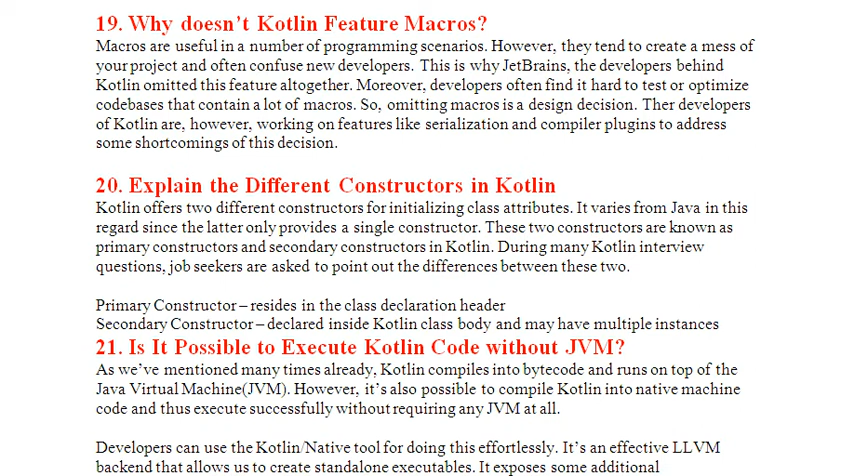 19. Why doesn't Kotlin Feature Macros?
Macros are useful in a number of programming scenarios. However, they tend to create a mess of
your project and often confuse new developers. This is why JetBrains, the developers behind
Kotlin omitted this feature altogether. Moreover, developers often find it hard to test or optimize
codebases that contain a lot of macros. So, omitting macros is a design decision. Ther developers
of Kotlin are, however, working on features like serialization and compiler plugins to address
some shortcomings of this decision.
20. Explain the Different Constructors in Kotlin
Kotlin offers two different constructors for initializing class attributes. It varies from Java in this
regard since the latter only provides a single constructor. These two constructors are known as
primary constructors and secondary constructors in Kotlin. During many Kotlin interview
questions, job seekers are asked to point out the differences between these two.
Primary Constructor – resides in the class declaration header
Secondary Constructor – declared inside Kotlin class body and may have multiple instances
21. Is It Possible to Execute Kotlin Code without JVM?
As we've mentioned many times already, Kotlin compiles into bytecode and runs on top of the
Java Virtual Machine(JVM). However, it's also possible to compile Kotlin into native machine
code and thus execute successfully without requiring any JVM at all.
Developers can use the Kotlin/Native tool for doing this effortlessly. It's an effective LLVM
backend that allows us to create standalone executables. It exposes some additional